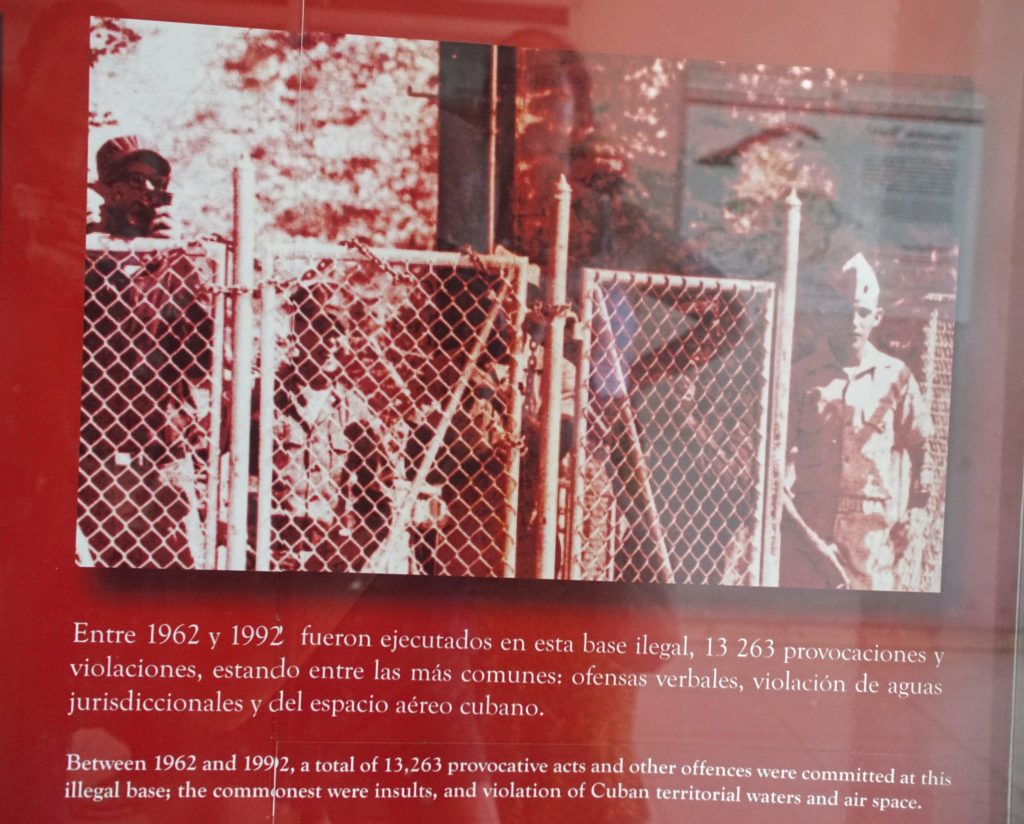 Entre 1962 y 1992 fueron ejecutados en esta base ilegal, 13 263 provocaciones y
violaciones, estando entre las más comunes: ofensas verbales, violación de aguas
jurisdiccionales y del espacio aéreo cubano.
Between 1962 and 1992, a total of 13,263 provocative acts and other offences were committed at this
illegal base; the commonest were insults, and violation of Cuban territorial waters and air space.